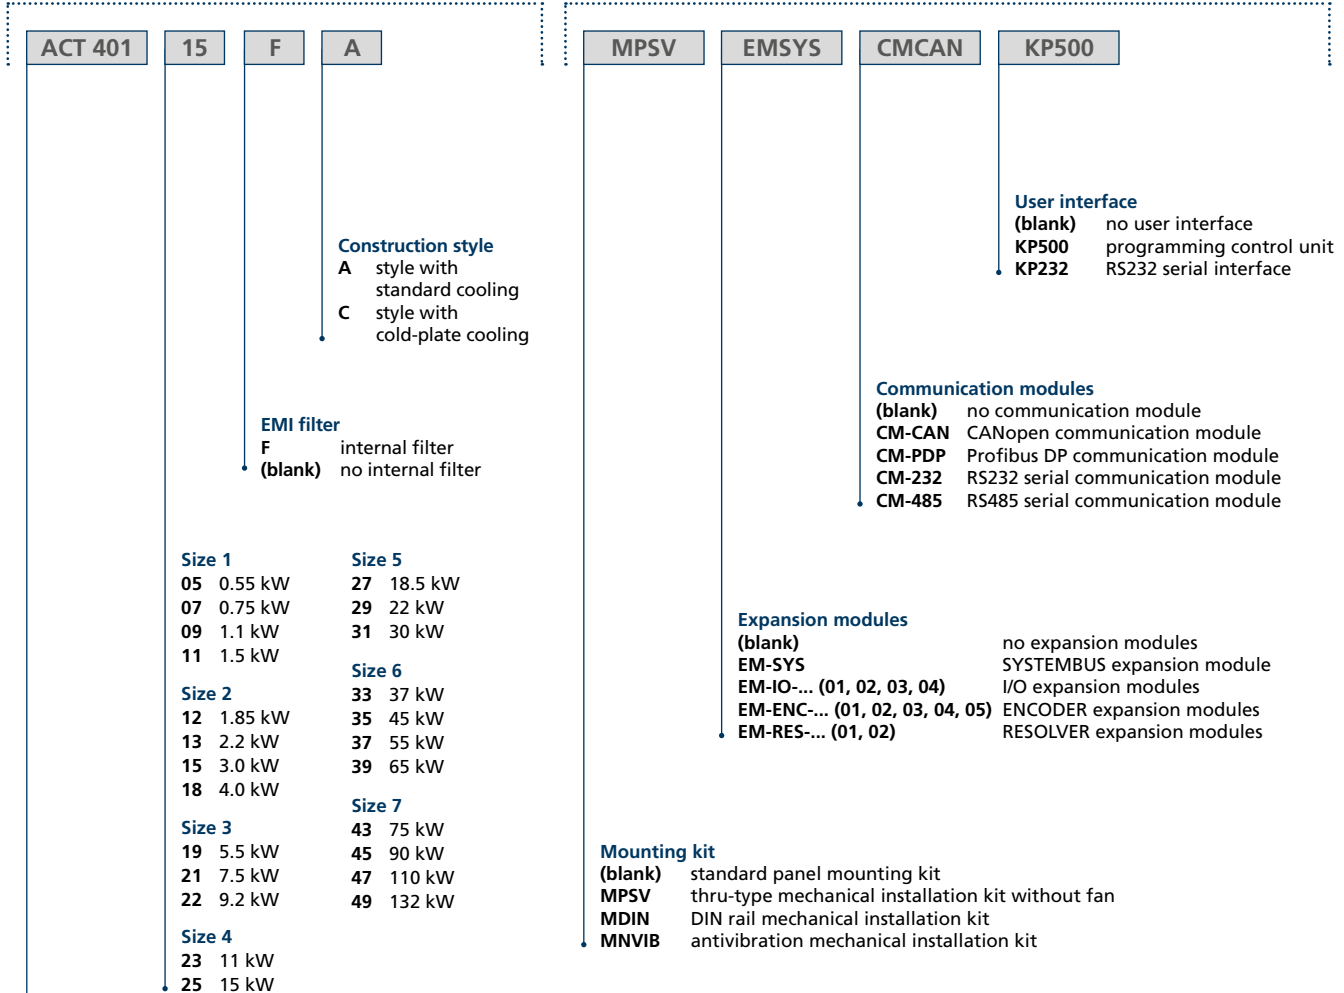 ACT 401 15 F A MPSV EMSYS CMCAN KP500
User interface
(blank) no user interface
KP500 programming control unit
KP232 RS232 serial interface
Construction style
A style with
standard cooling
C style with
cold-plate cooling
Communication modules
(blank) no communication module
CM-CAN CANopen communication module
CM-PDP Profibus DP communication module
CM-232 RS232 serial communication module
CM-485 RS485 serial communication module
EMI filter
F internal filter
(blank) no internal filter
Size 1
05 0.55 kW
07 0.75 kW
09 1.1 kW
11 1.5 kW
Size 2
12 1.85 kW
13 2.2 kW
15 3.0 kW
18 4.0 kW
Size 3
19 5.5 kW
21 7.5 kW
22 9.2 kW
Size 4
23 11 kW
25 15 kW
Size 5
27 18.5 kW
29 22 kW
31 30 kW
Size 6
33 37 kW
35 45 kW
37 55 kW
39 65 kW
Size 7
43 75 kW
45 90 kW
47 110 kW
49 132 kW
Expansion modules
(blank) no expansion modules
EM-SYS SYSTEMBUS expansion module
EM-IO-... (01, 02, 03, 04) I/O expansion modules
EM-ENC-... (01, 02, 03, 04, 05) ENCODER expansion modules
EM-RES-... (01, 02) RESOLVER expansion modules
Mounting kit
(blank) standard panel mounting kit
MPSV thru-type mechanical installation kit without fan
MDIN DIN rail mechanical installation kit
MNVIB antivibration mechanical installation kit